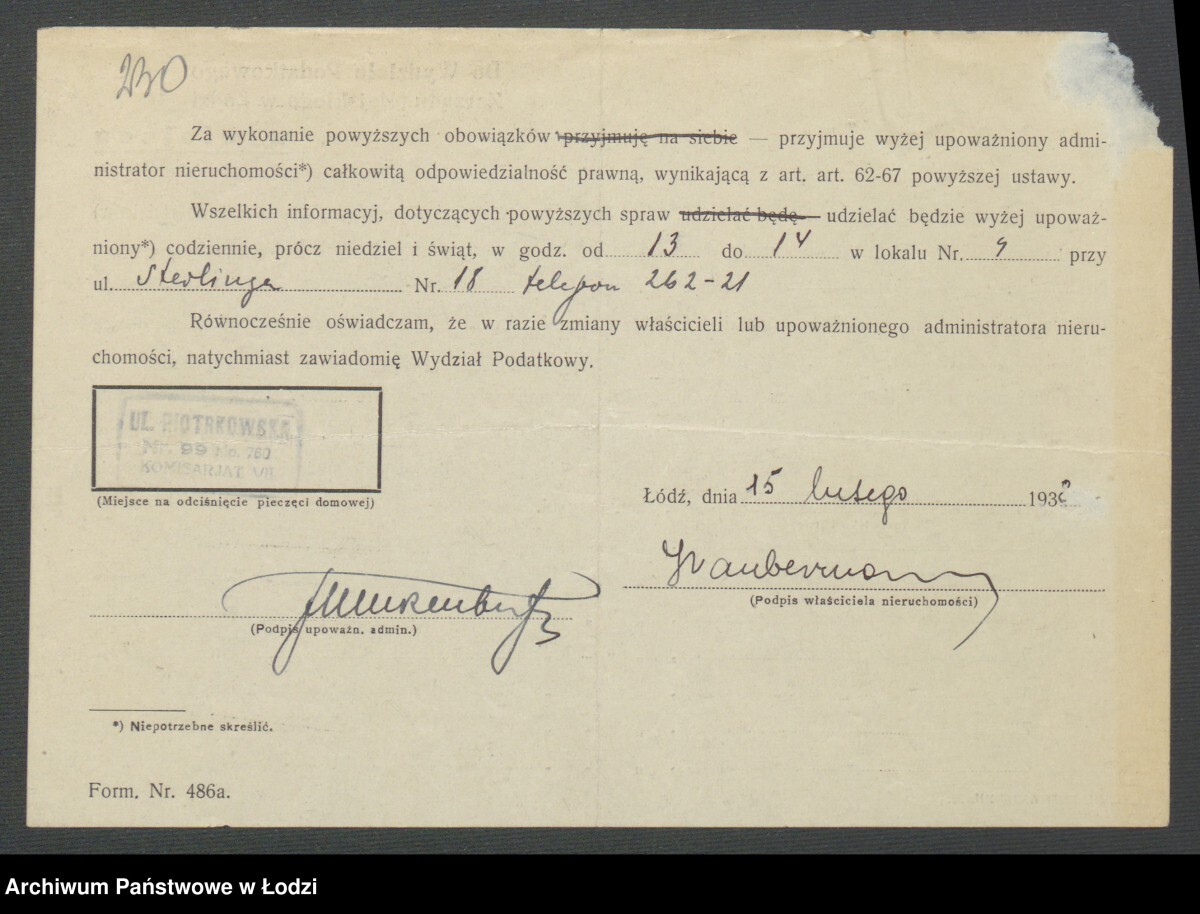 230
Za wykonanie powyższych obowiązków przyjmuję na siebie — przyjmuje wyżej upoważniony admi-
nistrator nieruchomości*) całkowitą odpowiedzialność prawną, wynikającą z art. art. 62-67 powyższej ustawy.
Wszelkich informacyj, dotyczących powyższych spraw udzielać będę — udzielać będzie wyżej upoważ-
niony*) codziennie, prócz niedziel i świąt, w godz. od 13 do 14 w lokalu Nr. 9 przy
ul. Sterlinga Nr. 18 telefon 262-21
Równocześnie oświadczam, że w razie zmiany właścicieli lub upoważnionego administratora nieru-
chomości, natychmiast zawiadomię Wydział Podatkowy.
UL. PIOTRKOWSKA
Nr. 99 No. 760
KOMISARJAT VII
(Miejsce na odciśnięcie pieczęci domowej)
Łódź, dnia 15 lutego 193
(Podpis właściciela nieruchomości)
(Podpis upoważn. admin.)
*) Niepotrzebne skreślić.
Form. Nr. 486a.
Archiwum Państwowe w Łodzi